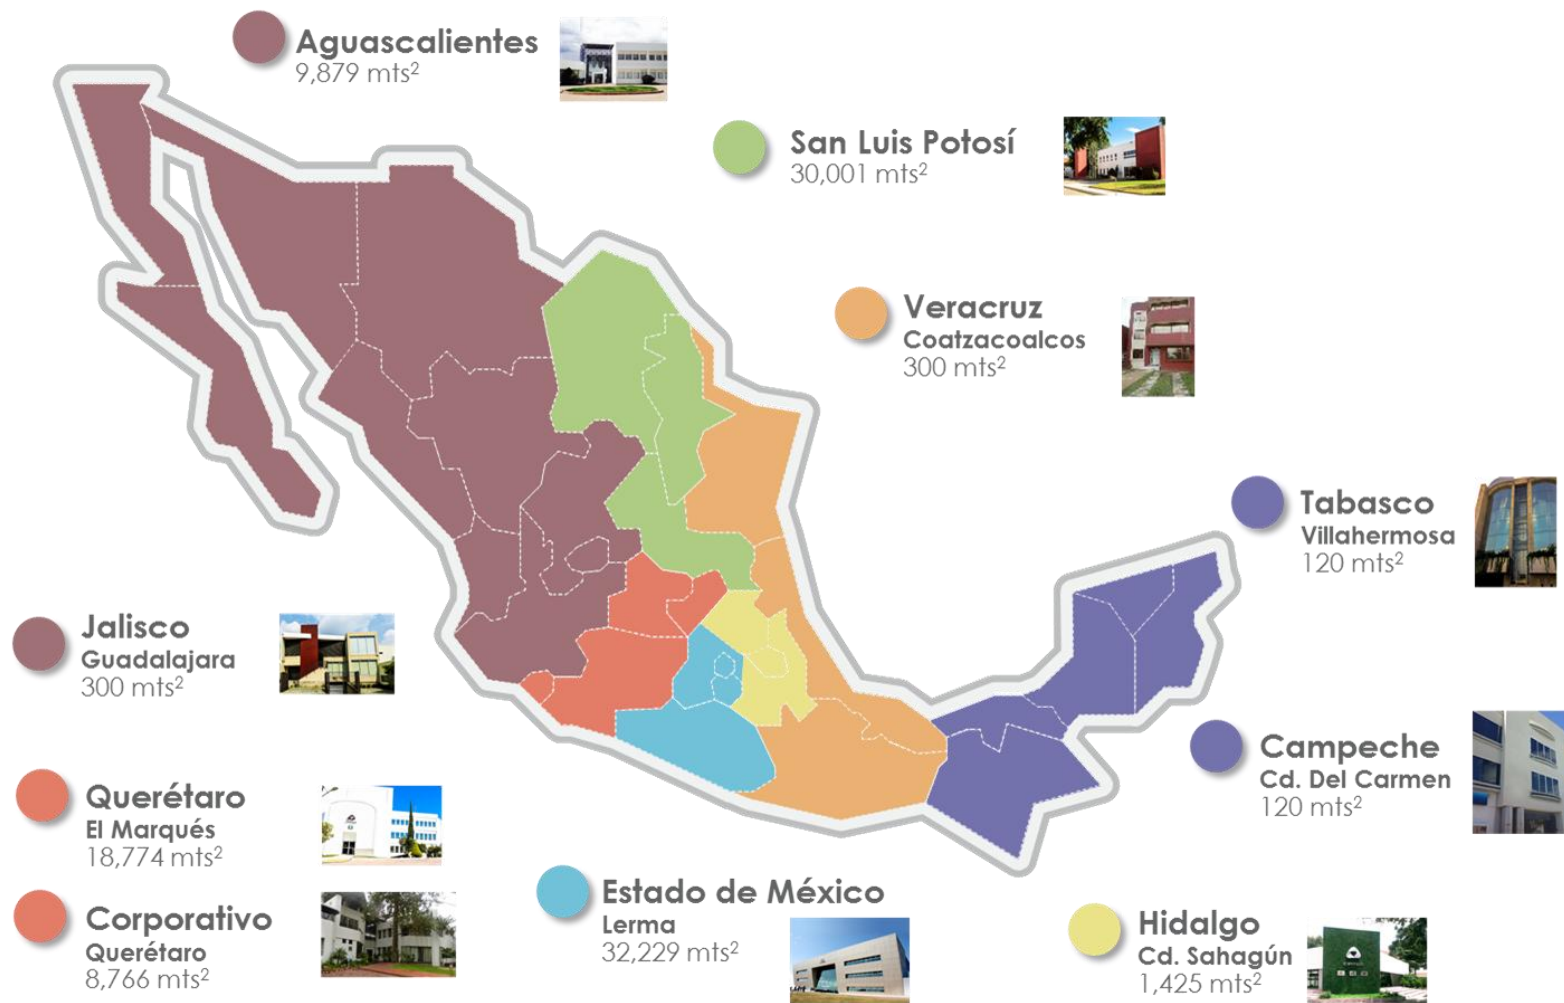 Aguascalientes
9,879 mts²
San Luis Potosí
30,001 mts²
Veracruz
Coatzacoalcos
300 mts²
Tabasco
Villahermosa
120 mts²
Jalisco
Guadalajara
300 mts²
Campeche
Cd. Del Carmen
120 mts²
Querétaro
El Marqués
18,774 mts²
Corporativo
Querétaro
8,766 mts²
Estado de México
Lerma
32,229 mts²
Hidalgo
Cd. Sahagún
1,425 mts²